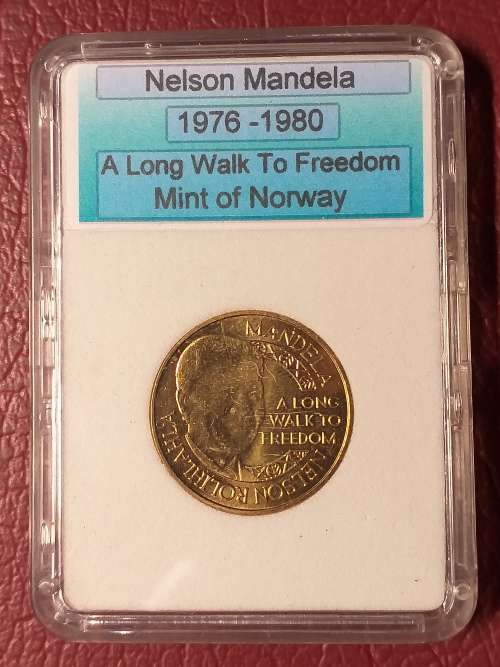 Nelson Mandela
1976 -1980
A Long Walk To Freedom
Mint of Norway
MANDELA
A LONG
WALK TO
FREEDOM
NELSON ROLIHLAHLA